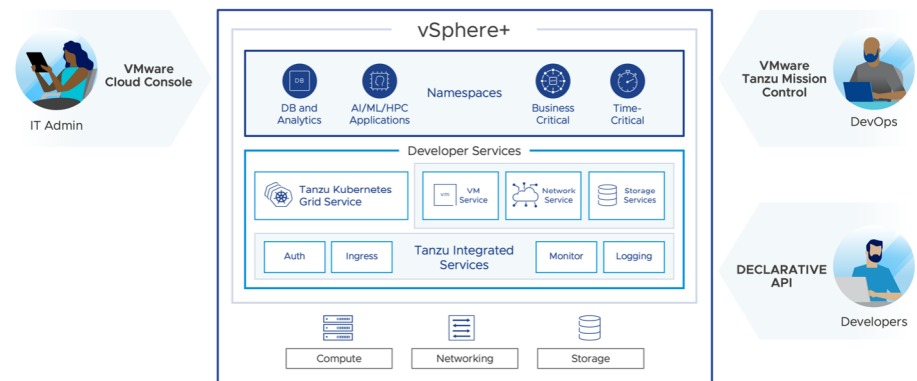 vSphere+
VMware
Cloud Console
IT Admin
DB
DB and
Analytics
AI/ML/HPC
Applications
Namespaces
Business
Critical
Time-
Critical
VMware
Tanzu Mission
Control
DevOps
Developer Services
Tanzu Kubernetes
Grid Service
vm
VM
Service
Network
Service
Storage
Services
Auth
Ingress
Tanzu Integrated
Services
Monitor
Logging
DECLARATIVE
API
Developers
Compute
Networking
Storage